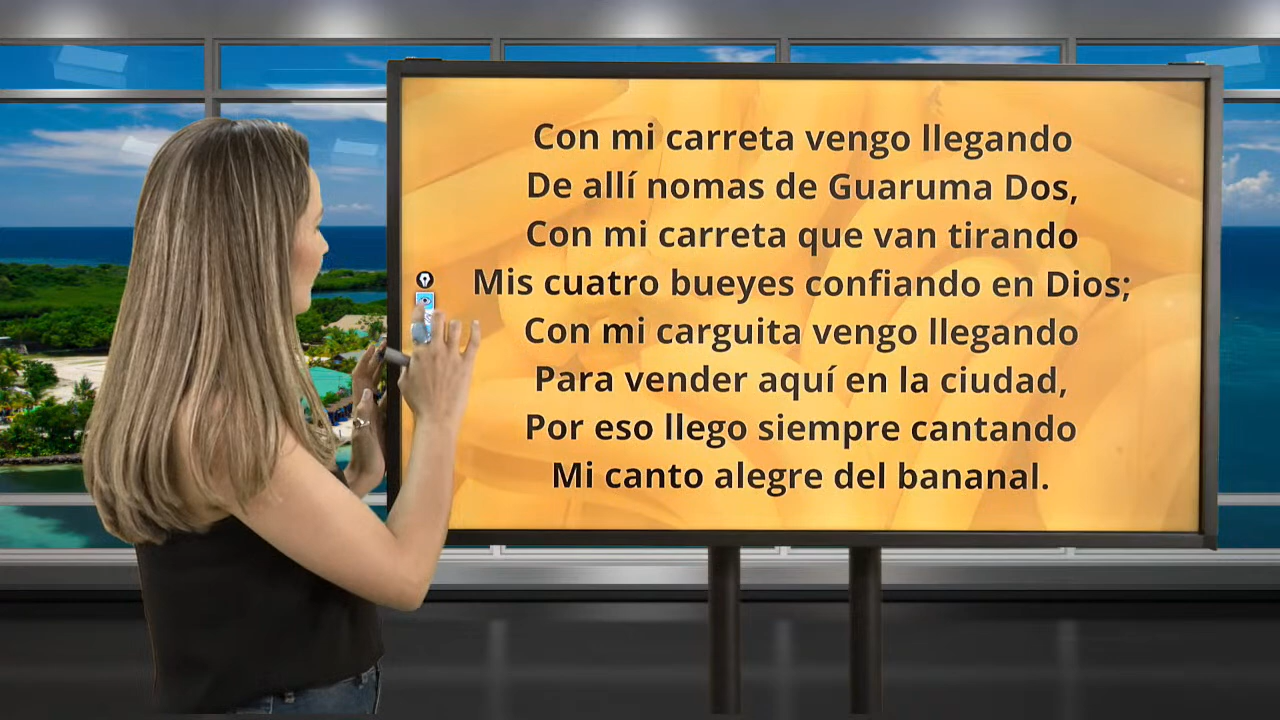 Con mi carreta vengo llegando
De allí nomas de Guaruma Dos,
Con mi carreta que van tirando
Mis cuatro bueyes confiando en Dios;
Con mi carguita vengo llegando
Para vender aquí en la ciudad,
Por eso llego siempre cantando
Mi canto alegre del bananal.